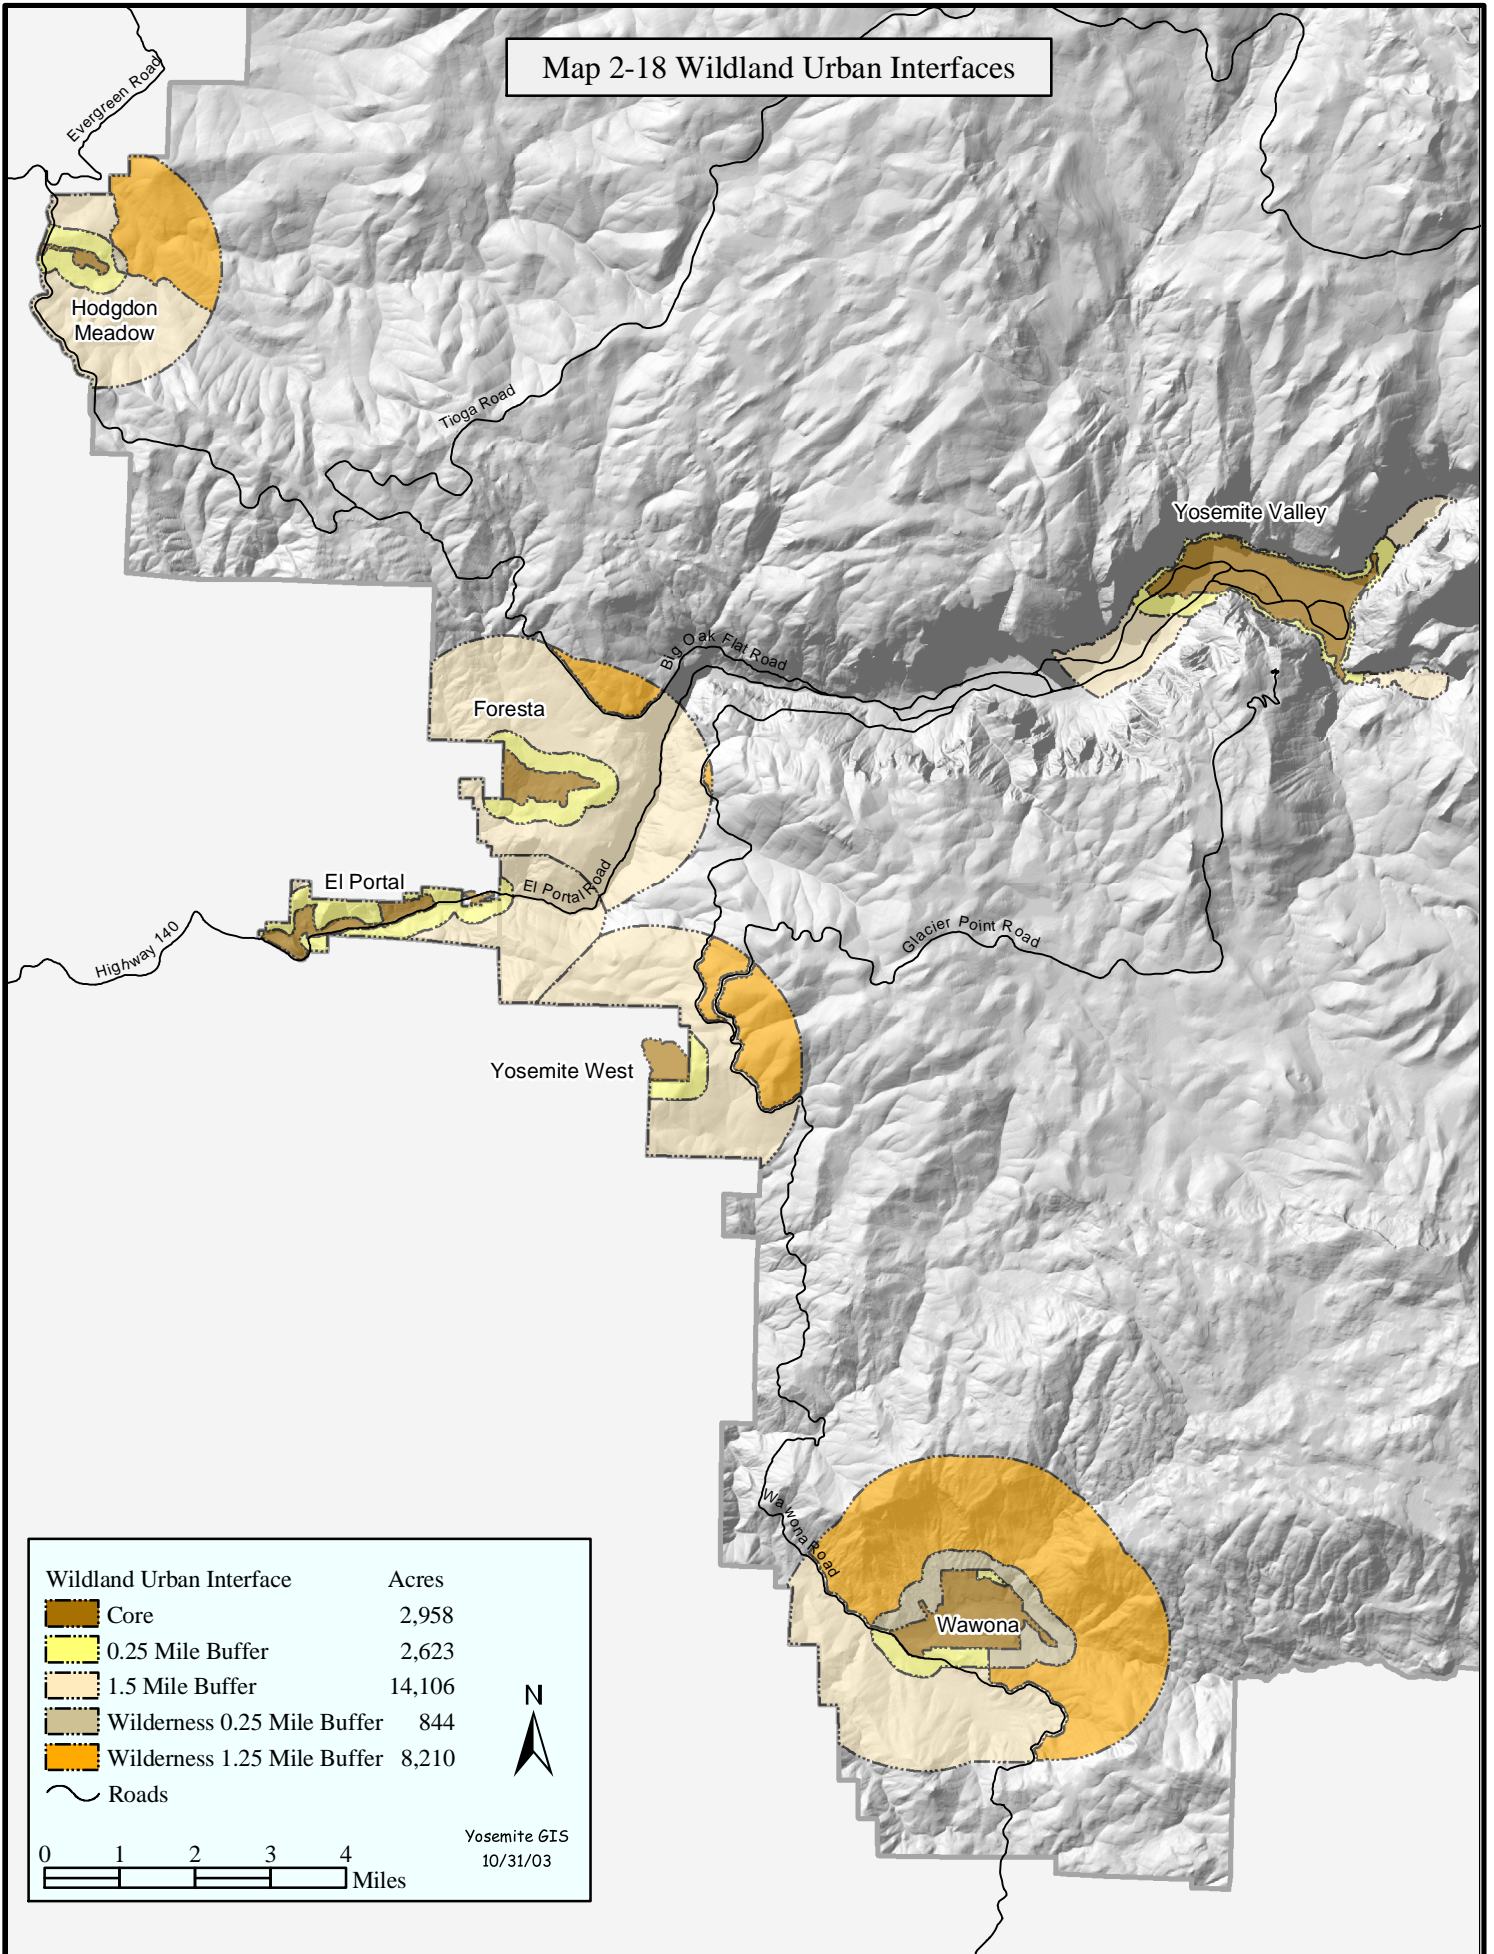 Map 2-18 Wildland Urban Interfaces
Evergreen Road
Hodgdon
Meadow
Tioga Road
Yosemite Valley
Big Oak Flat Road
Foresta
El Portal
El Portal Road
Highway 140
Glacier Point Road
Yosemite West
Wawona Road
Wawona
Wildland Urban Interface Acres
Core 2,958
0.25 Mile Buffer 2,623
1.5 Mile Buffer 14,106
Wilderness 0.25 Mile Buffer 844
Wilderness 1.25 Mile Buffer 8,210
Roads
N
Yosemite GIS
10/31/03
0 1 2 3 4
Miles